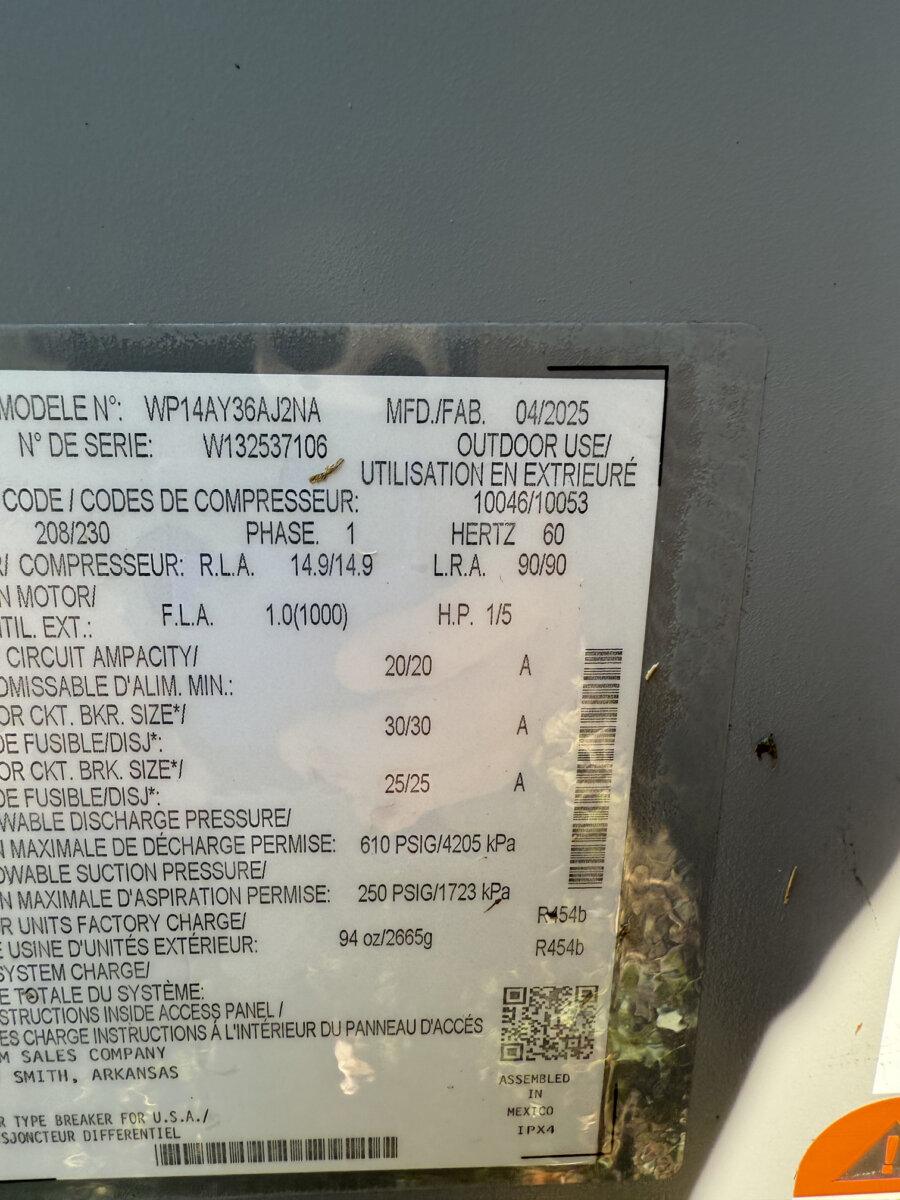 MODELE N°: WP14AY36AJ2NA MFD./FAB. 04/2025
N° DE SERIE: W132537106 OUTDOOR USE/
UTILISATION EN EXTRIEURÉ
CODE / CODES DE COMPRESSEUR: 10046/10053
208/230 PHASE. 1 HERTZ 60
/ COMPRESSEUR: R.L.A. 14.9/14.9 L.R.A. 90/90
N MOTOR/
TIL. EXT.: F.L.A. 1.0(1000) H.P. 1/5
CIRCUIT AMPACITY/
DMISSABLE D'ALIM. MIN.: 20/20 A
OR CKT. BKR. SIZE*/
DE FUSIBLE/DISJ*: 30/30 A
OR CKT. BRK. SIZE*/
DE FUSIBLE/DISJ*: 25/25 A
WABLE DISCHARGE PRESSURE/
N MAXIMALE DE DÉCHARGE PERMISE: 610 PSIG/4205 kPa
OWABLE SUCTION PRESSURE/
N MAXIMALE D'ASPIRATION PERMISE: 250 PSIG/1723 kPa
R UNITS FACTORY CHARGE/ R454b
E USINE D'UNITÉS EXTÉRIEUR: 94 oz/2665g R454b
SYSTEM CHARGE/
E TOTALE DU SYSTÈME:
STRUCTIONS INSIDE ACCESS PANEL /
ES CHARGE INSTRUCTIONS À L'INTÉRIEUR DU PANNEAU D'ACCÉS
M SALES COMPANY
SMITH, ARKANSAS
ASSEMBLED
IN
MEXICO
IPX4
R TYPE BREAKER FOR U.S.A./
SJONCTEUR DIFFERENTIEL